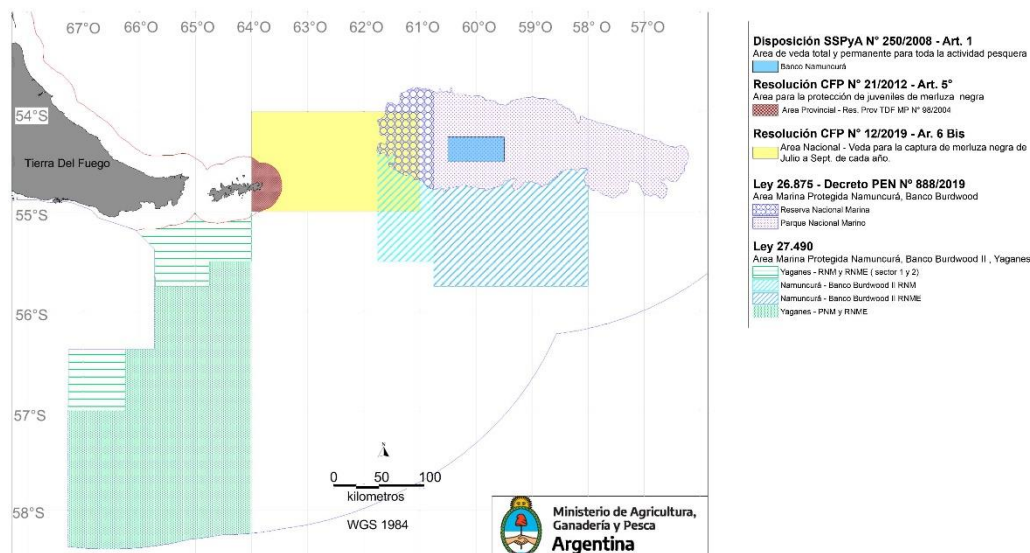 67°O 66°O 65°O 64°O 63°O 62°O 61°O 60°O 59°O 58°O 57°O
54°S
Tierra Del Fuego
55°S
56°S
57°S
58°S
N
0 50 100
kilometros
WGS 1984
Ministerio de Agricultura,
Ganadería y Pesca
Argentina
Disposición SSPyA N° 250/2008 - Art. 1
Area de veda total y permanente para toda la actividad pesquera
Banco Namuncurá
Resolución CFP N° 21/2012 - Art. 5°
Area para la protección de juveniles de merluza negra
Area Provincial - Res. Prov TDF MP N° 98/2004
Resolución CFP N° 12/2019 - Ar. 6 Bis
Area Nacional - Veda para la captura de merluza negra de
Julio a Sept. de cada año.
Ley 26.875 - Decreto PEN Nº 888/2019
Area Marina Protegida Namuncurá, Banco Burdwood
Reserva Nacional Marina
Parque Nacional Marino
Ley 27.490
Area Marina Protegida Namuncurá, Banco Burdwood II , Yaganes
Yaganes - RNM y RNME ( sector 1 y 2)
Namuncurá - Banco Burdwood II RNM
Namuncurá - Banco Burdwood II RNME
Yaganes - PNM y RNME